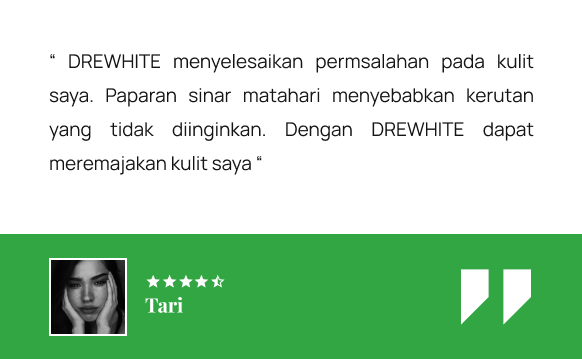 “ DREWHITE menyelesaikan permsalahan pada kulit
saya. Paparan sinar matahari menyebabkan kerutan
yang tidak diinginkan. Dengan DREWHITE dapat
meremajakan kulit saya “
Tari